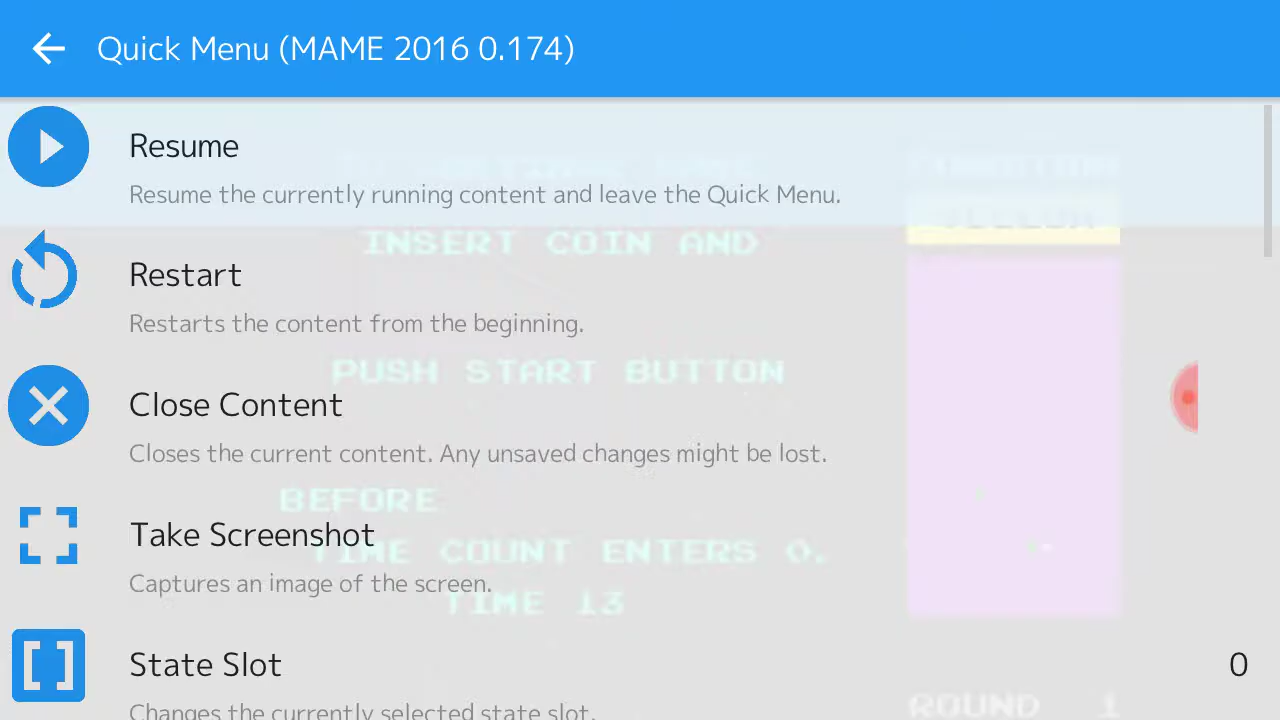 Quick Menu (MAME 2016 0.174)
Resume
Resume the currently running content and leave the Quick Menu.
INSERT COIN AND
Restart
Restarts the content from the beginning.
PUSH START BUTTON
Close Content
Closes the current content. Any unsaved changes might be lost.
BEFORE
Take Screenshot
TIME COUNT ENTERS 0.
Captures an image of the screen.
TIME 13
State Slot
0
Changes the currently selected state slot.
ROUND 1